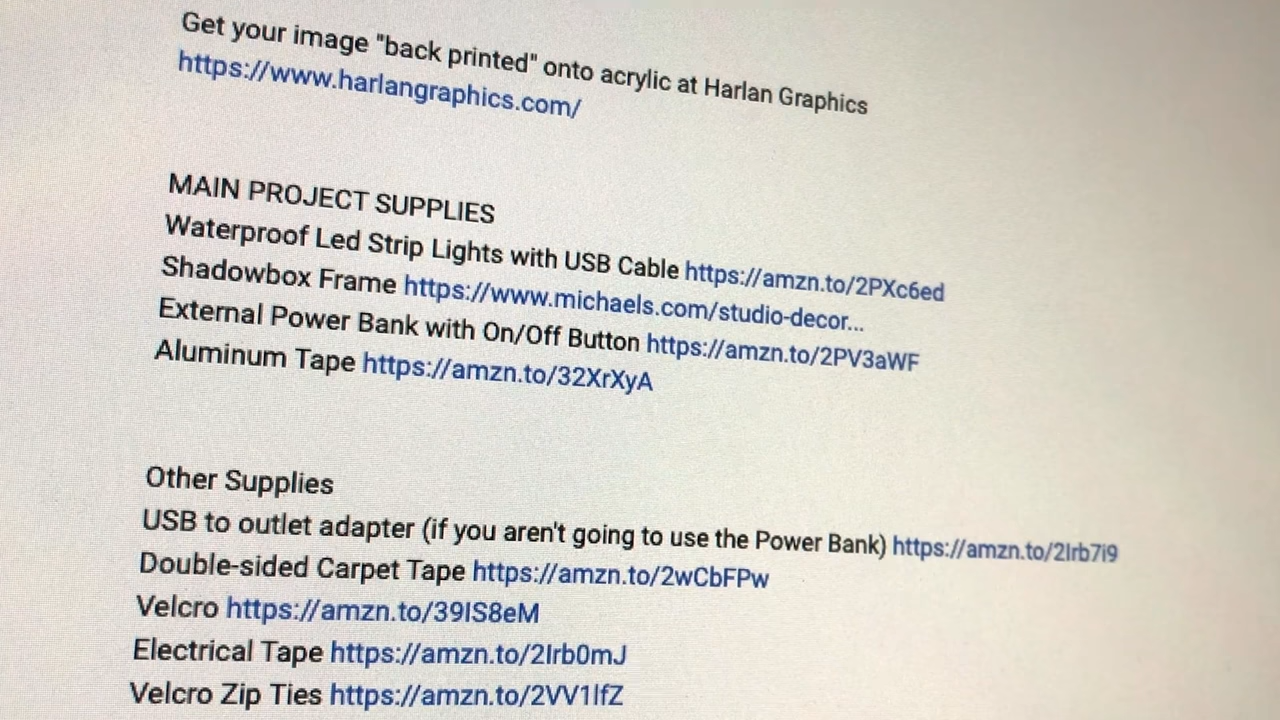 Get your image "back printed" onto acrylic at Harlan Graphics
https://www.harlangraphics.com/
MAIN PROJECT SUPPLIES
Waterproof Led Strip Lights with USB Cable https://amzn.to/2PXc6ed
Shadowbox Frame https://www.michaels.com/studio-decor...
External Power Bank with On/Off Button https://amzn.to/2PV3aWF
Aluminum Tape https://amzn.to/32XrXyA
Other Supplies
USB to outlet adapter (if you aren't going to use the Power Bank) https://amzn.to/2Irb7i9
Double-sided Carpet Tape https://amzn.to/2wCbFPw
Velcro https://amzn.to/39IS8eM
Electrical Tape https://amzn.to/2Irb0mJ
Velcro Zip Ties https://amzn.to/2VV1lfZ